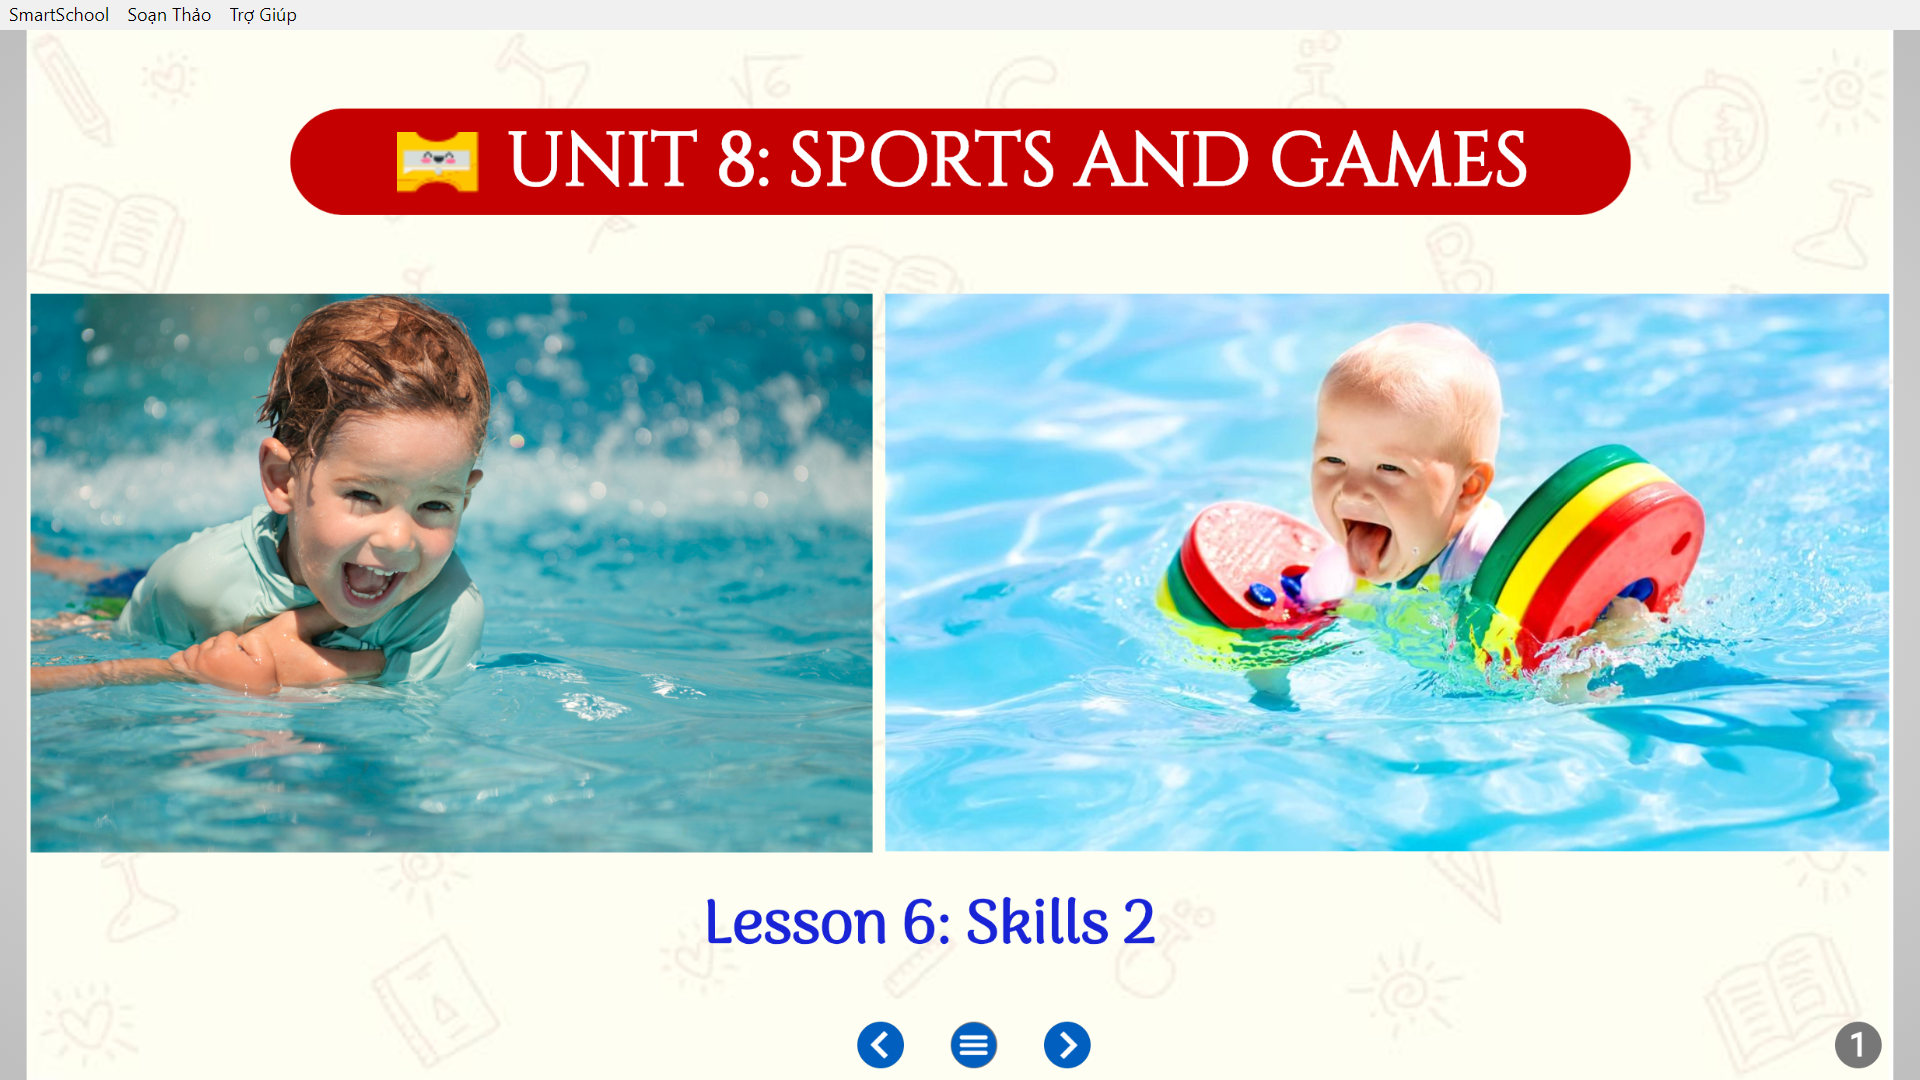 SmartSchool Soạn Thảo Trợ Giúp
UNIT 8: SPORTS AND GAMES
Lesson 6: Skills 2
1